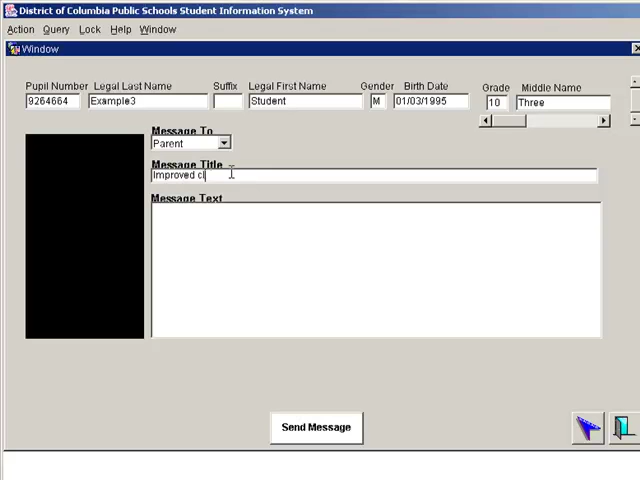 District of Columbia Public Schools Student Information System
Action Query Lock Help Window
Window
Pupil Number Legal Last Name Suffix Legal First Name Gender Birth Date Grade Middle Name
9264664 Example3 Student M 01/03/1995 10 Three
Message To
Parent
Message Title
Improved cl
Message Text
Send Message